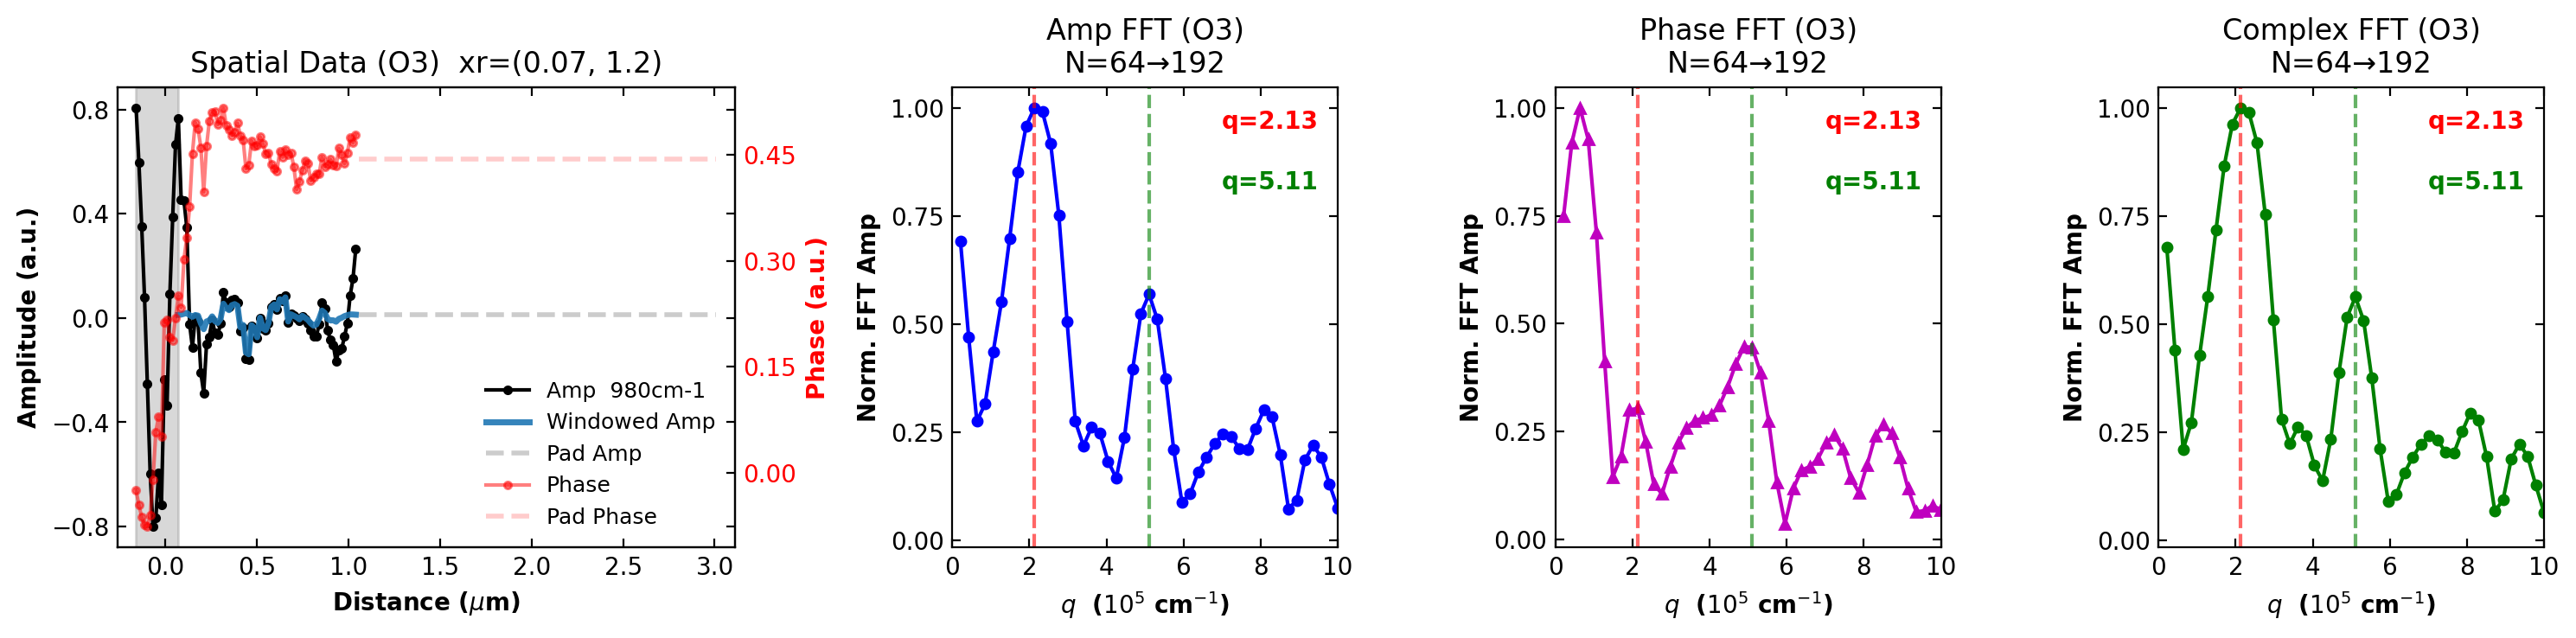 Spatial Data (O3)  xr=(0.07, 1.2)
Amplitude (a.u.)
0.8
0.4
0.0
−0.4
−0.8
0.0 0.5 1.0 1.5 2.0 2.5 3.0
Distance (μm)
0.45
0.30
0.15
0.00
Phase (a.u.)
Amp  980cm-1
Windowed Amp
Pad Amp
Phase
Pad Phase
Amp FFT (O3)
N=64→192
Norm. FFT Amp
1.00
0.75
0.50
0.25
0.00
0 2 4 6 8 10
q  (10⁵ cm⁻¹)
q=2.13
q=5.11
Phase FFT (O3)
N=64→192
Norm. FFT Amp
1.00
0.75
0.50
0.25
0.00
0 2 4 6 8 10
q  (10⁵ cm⁻¹)
q=2.13
q=5.11
Complex FFT (O3)
N=64→192
Norm. FFT Amp
1.00
0.75
0.50
0.25
0.00
0 2 4 6 8 10
q  (10⁵ cm⁻¹)
q=2.13
q=5.11